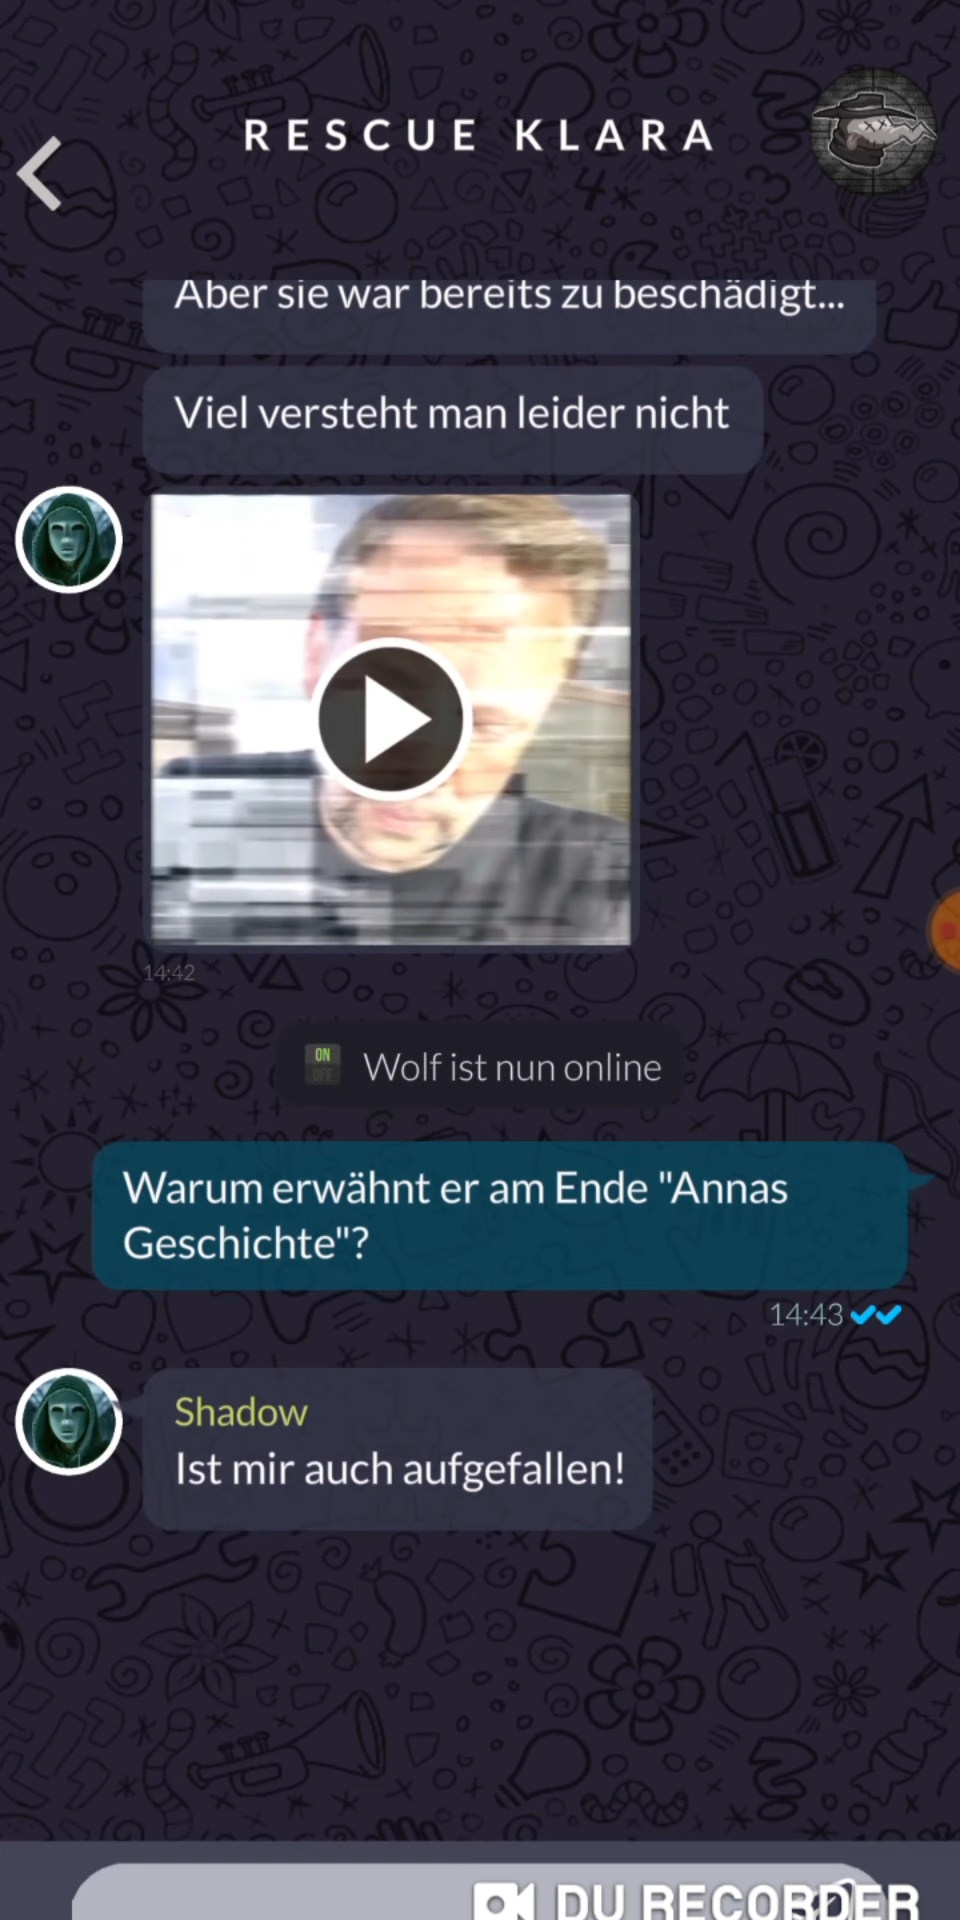 RESCUE KLARA
Aber sie war bereits zu beschädigt...
Viel versteht man leider nicht
14:42
ON
OFF
Wolf ist nun online
Warum erwähnt er am Ende "Annas
Geschichte"?
14:43
Shadow
Ist mir auch aufgefallen!
DU RECORDER